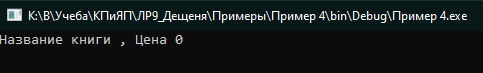 K:\В\Учеба\КПиЯП\ЛР9_Дещеня\Примеры\Пример 4\bin\Debug\Пример 4.exe
Название книги , Цена 0